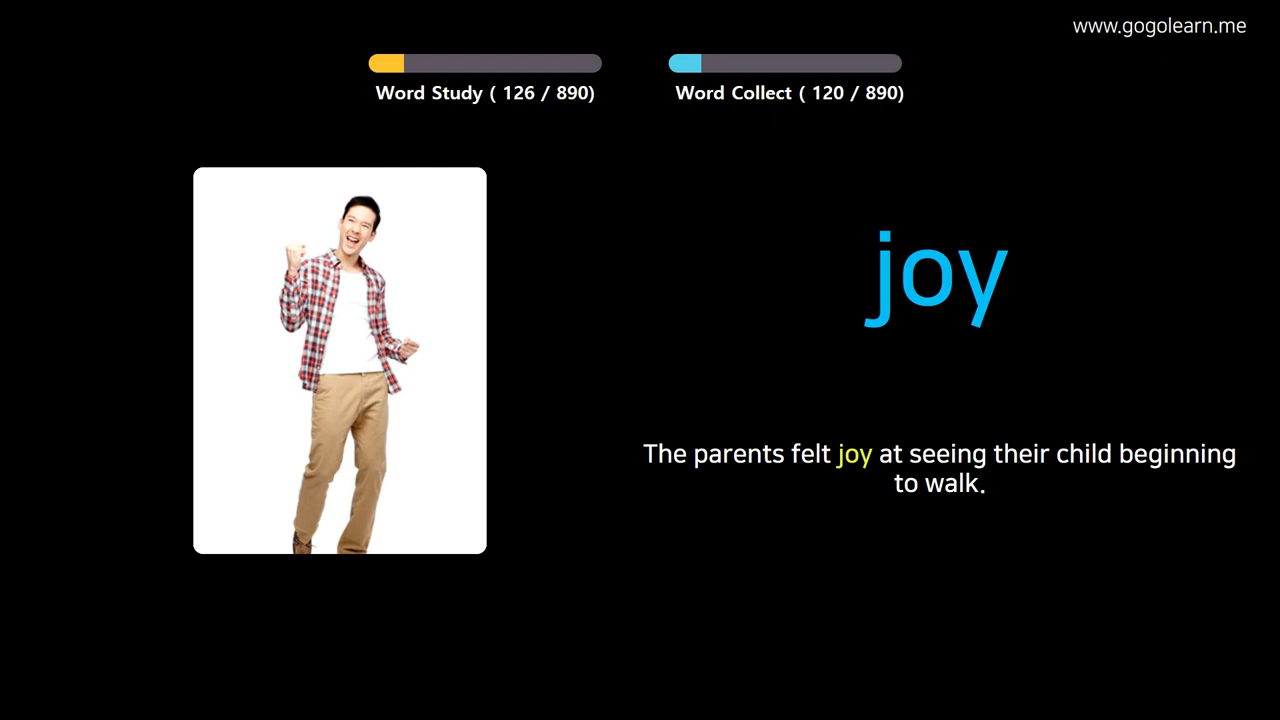 www.gogolearn.me
Word Study ( 126 / 890)
Word Collect ( 120 / 890)
joy
The parents felt joy at seeing their child beginning
to walk.